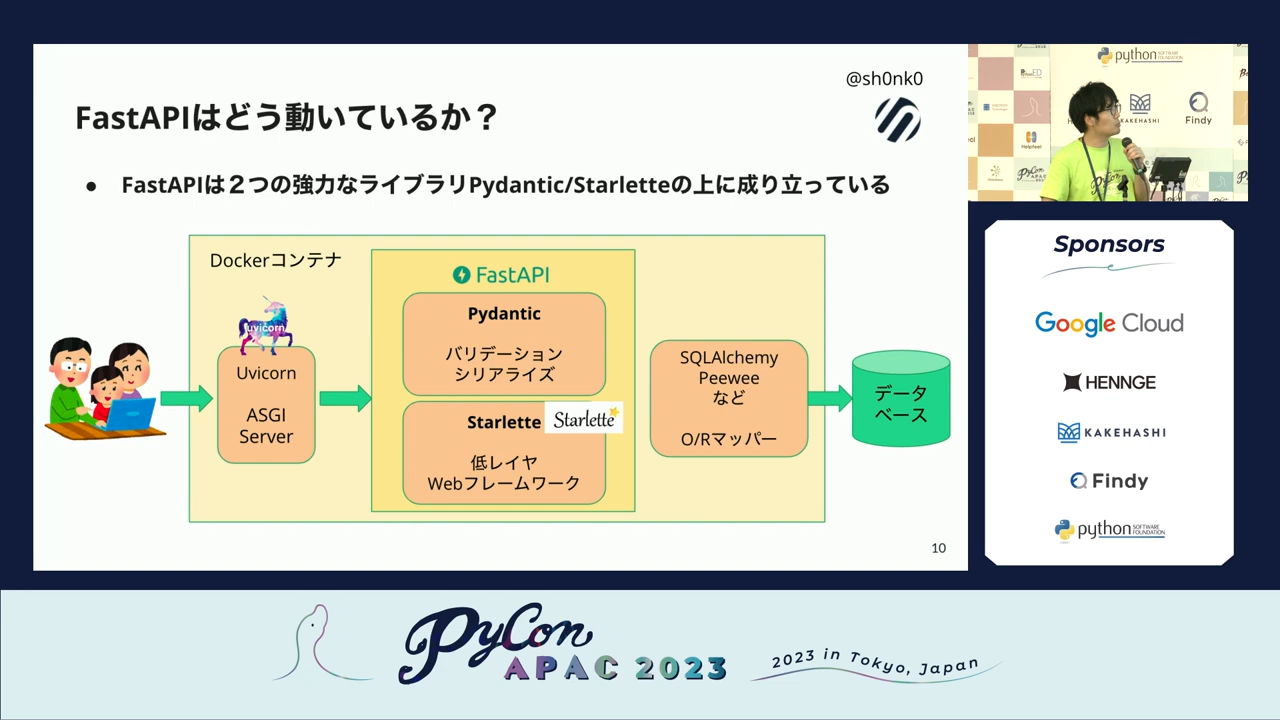 @sh0nk0
FastAPIはどう動いているか？
● FastAPIは２つの強力なライブラリPydantic/Starletteの上に成り立っている
Dockerコンテナ
uvicorn
Uvicorn
ASGI
Server
FastAPI
Pydantic
バリデーション
シリアライズ
Starlette
Starlette
低レイヤ
Webフレームワーク
SQLAlchemy
Peewee
など
O/Rマッパー
データ
ベース
10
python
KAKEHASHI
Findy
Helpfeel
PyCon
APAC
Sponsors
Google Cloud
HENNGE
KAKEHASHI
Findy
python SOFTWARE FOUNDATION
PyCon
APAC 2023
2023 in Tokyo, Japan